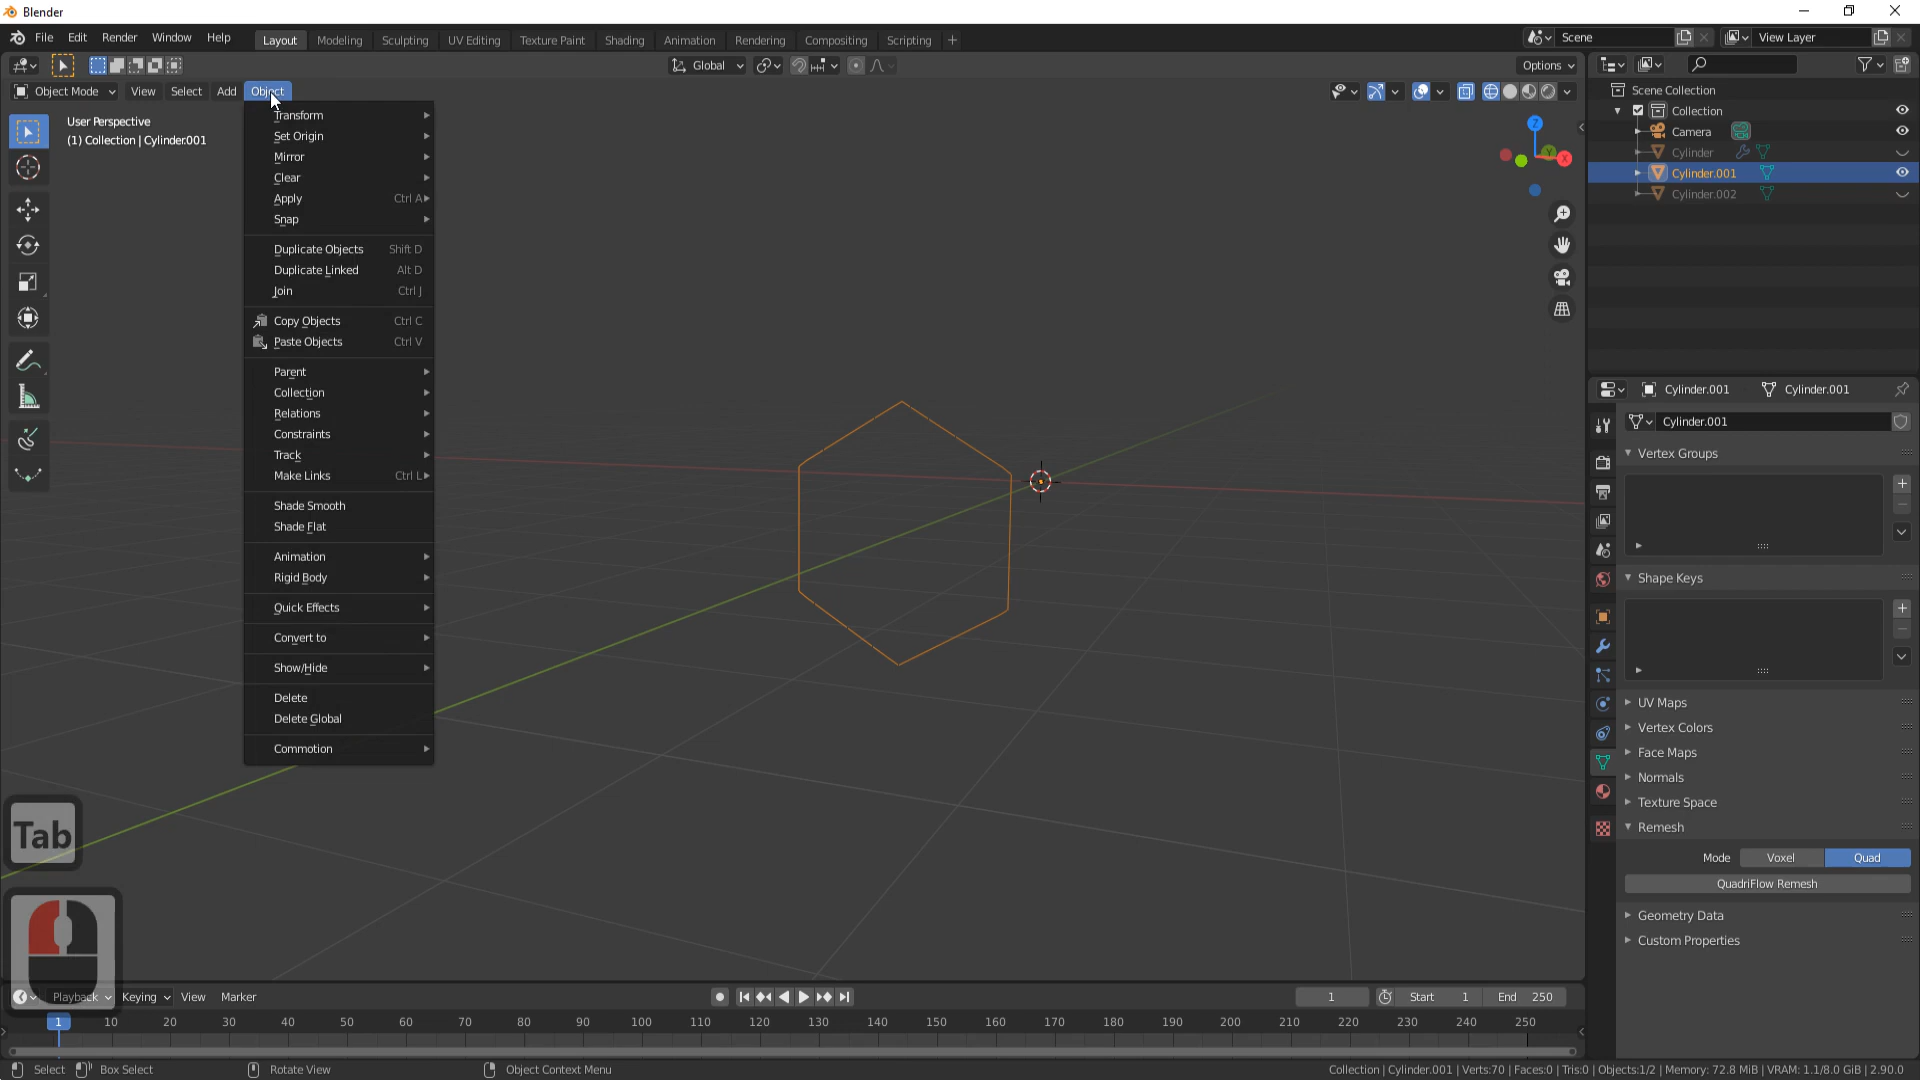 Blender
File Edit Render Window Help Layout Modeling Sculpting UV Editing Texture Paint Shading Animation Rendering Compositing Scripting + Scene View Layer
Global Options
Object Mode View Select Add Object
User Perspective
(1) Collection | Cylinder.001
Transform
Set Origin
Mirror
Clear
Apply Ctrl A
Snap
Duplicate Objects Shift D
Duplicate Linked Alt D
Join Ctrl J
Copy Objects Ctrl C
Paste Objects Ctrl V
Parent
Collection
Relations
Constraints
Track
Make Links Ctrl L
Shade Smooth
Shade Flat
Animation
Rigid Body
Quick Effects
Convert to
Show/Hide
Delete
Delete Global
Commotion
Z
Y
X
Tab
Scene Collection
Collection
Camera
Cylinder
Cylinder.001
Cylinder.002
Cylinder.001 Cylinder.001
Cylinder.001
Vertex Groups
Shape Keys
UV Maps
Vertex Colors
Face Maps
Normals
Texture Space
Remesh
Mode Voxel Quad
QuadriFlow Remesh
Geometry Data
Custom Properties
Playback Keying View Marker 1 Start 1 End 250
1 10 20 30 40 50 60 70 80 90 100 110 120 130 140 150 160 170 180 190 200 210 220 230 240 250
Select Box Select Rotate View Object Context Menu Collection | Cylinder.001 | Verts:70 | Faces:0 | Tris:0 | Objects:1/2 | Memory: 72.8 MiB | VRAM: 1.1/8.0 GiB | 2.90.0